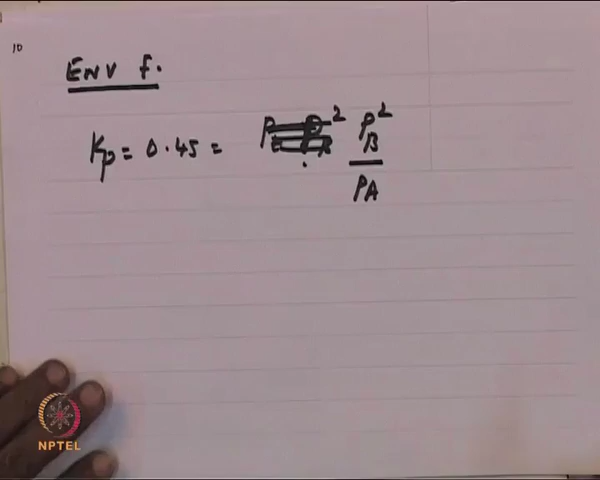 10
ENV f.
Kp = 0.45 = PB² / PA
NPTEL